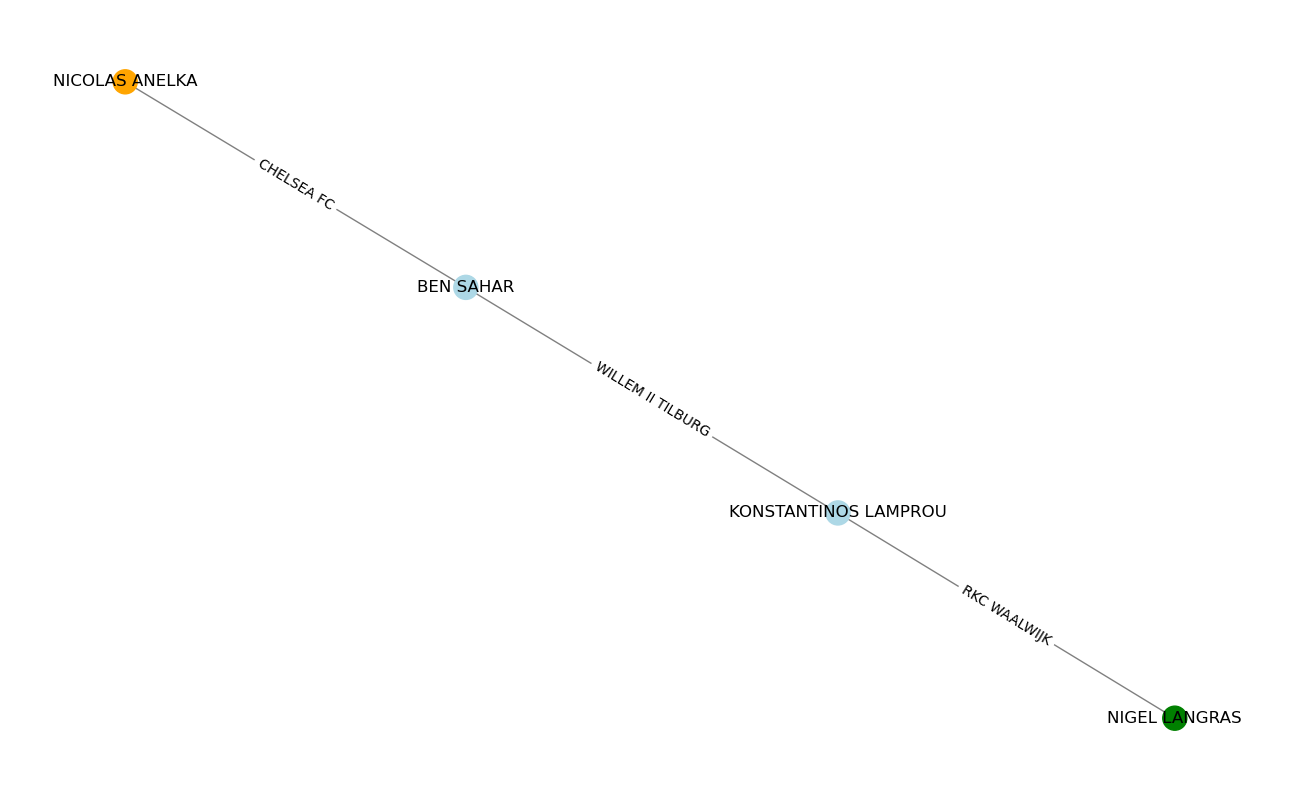 NICOLAS ANELKA
CHELSEA FC
BEN SAHAR
WILLEM II TILBURG
KONSTANTINOS LAMPROU
RKC WAALWIJK
NIGEL LANGRAS